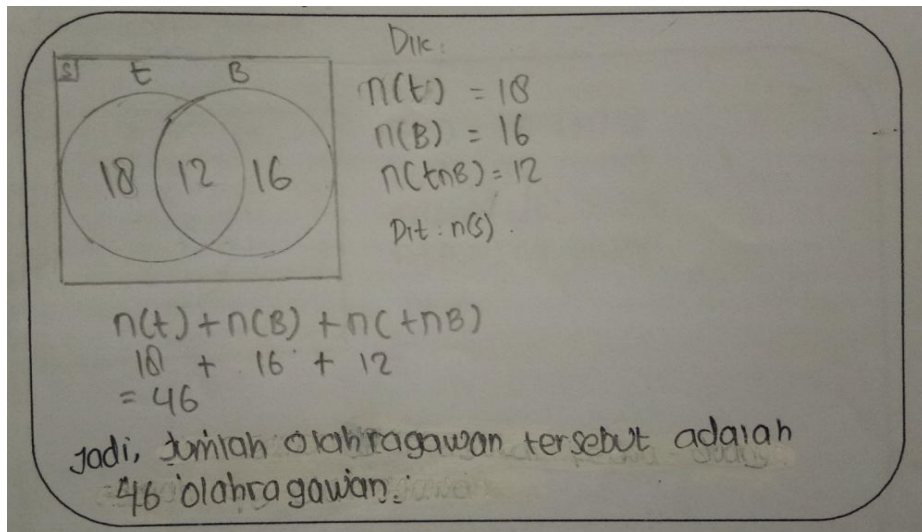 S t B
18 12 16
Dik:
n(t) = 18
n(B) = 16
n(t∩B) = 12
Dit: n(s).
n(t) + n(B) + n(t∩B)
18 + 16 + 12
= 46
Jadi, Jumlah olahragawan tersebut adalah
46 olahragawan.